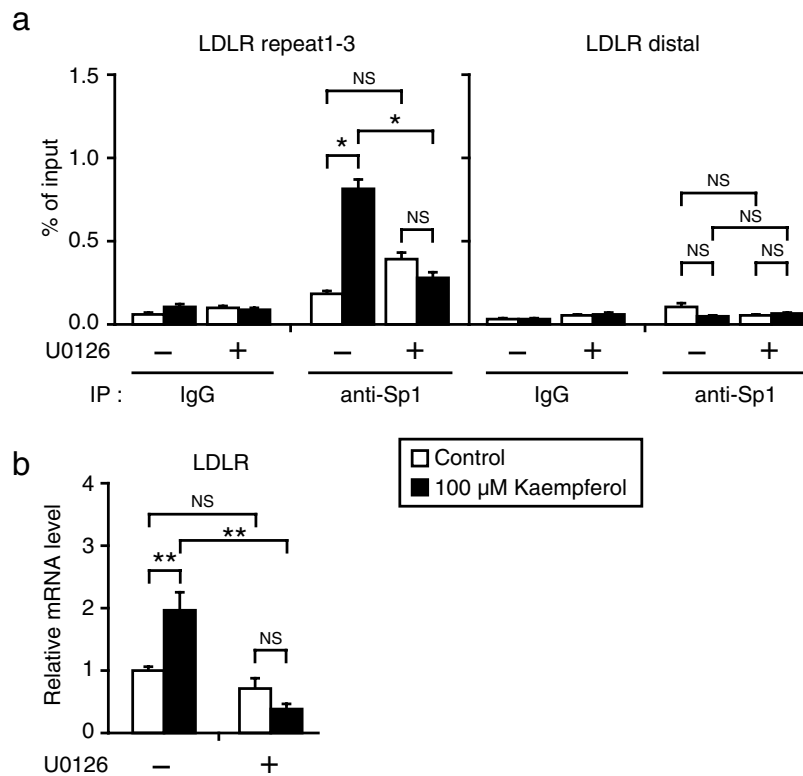 a
LDLR repeat1-3
LDLR distal
% of input
1.5
1.0
0.5
0.0
NS
*
*
NS
NS
NS
NS
NS
U0126 – + – + – + – +
IP : IgG anti-Sp1 IgG anti-Sp1
b
LDLR
Control
100 µM Kaempferol
Relative mRNA level
4
3
2
1
0
NS
**
**
NS
U0126 – +